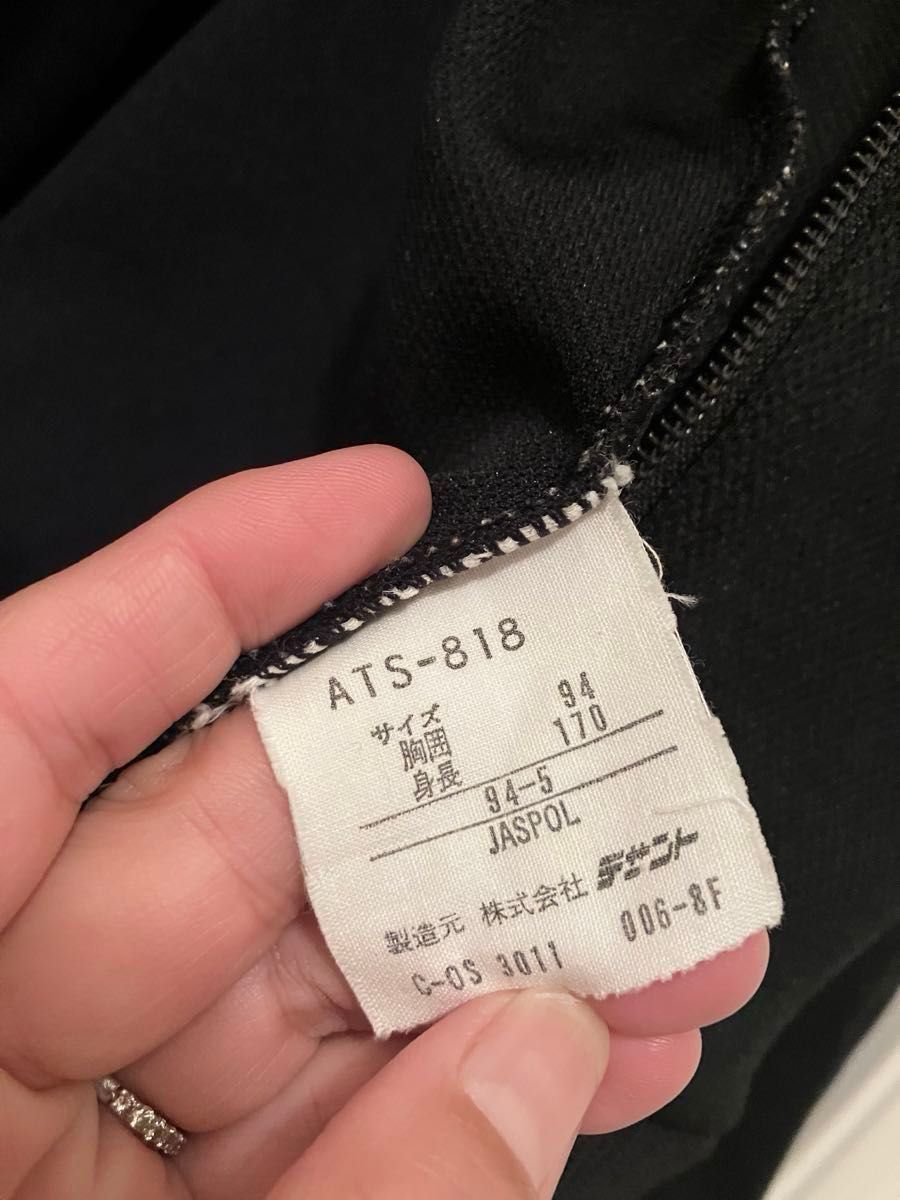 ATS-818
サイズ
胸囲 94
身長 170
94-5
JASPOL
製造元 株式会社 デサント
C-OS 3011 006-8F